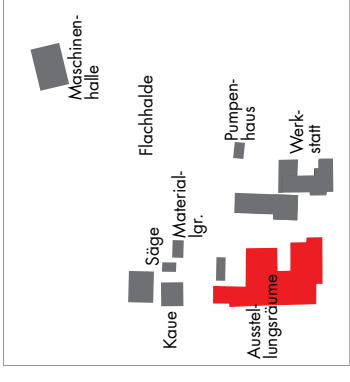 Maschinen-
halle
Flachhalde
Pumpen-
haus
Werk-
statt
Material-
lgr.
Säge
Kaue
Ausstel-
lungsräume